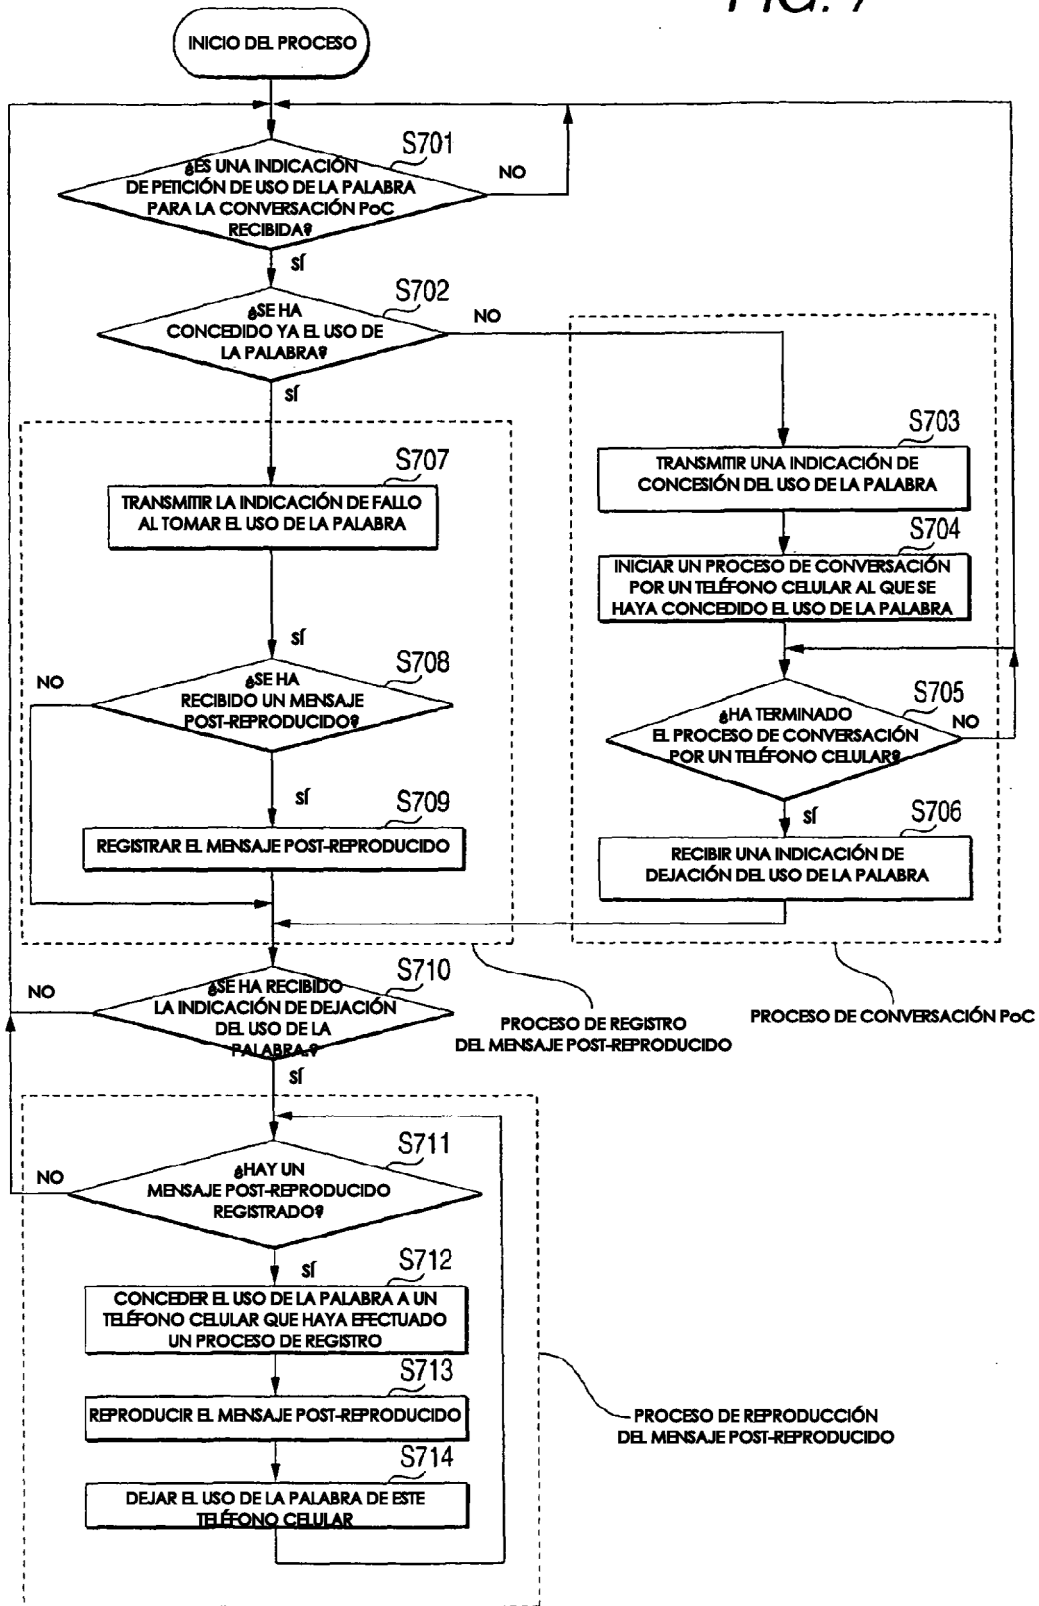 FIG. 7
INICIO DEL PROCESO
S701
¿ES UNA INDICACIÓN
DE PETICIÓN DE USO DE LA PALABRA
PARA LA CONVERSACIÓN PoC
RECIBIDA?
NO
SÍ
S702
¿SE HA
CONCEDIDO YA EL USO DE
LA PALABRA?
NO
SÍ
S703
TRANSMITIR UNA INDICACIÓN DE
CONCESIÓN DEL USO DE LA PALABRA
S704
INICIAR UN PROCESO DE CONVERSACIÓN
POR UN TELÉFONO CELULAR AL QUE SE
HAYA CONCEDIDO EL USO DE LA PALABRA
S705
¿HA TERMINADO
EL PROCESO DE CONVERSACIÓN
POR UN TELÉFONO CELULAR?
NO
SÍ
S706
RECIBIR UNA INDICACIÓN DE
DEJACIÓN DEL USO DE LA PALABRA
PROCESO DE CONVERSACIÓN PoC
S707
TRANSMITIR LA INDICACIÓN DE FALLO
AL TOMAR EL USO DE LA PALABRA
SÍ
S708
¿SE HA
RECIBIDO UN MENSAJE
POST-REPRODUCIDO?
NO
SÍ
S709
REGISTRAR EL MENSAJE POST-REPRODUCIDO
PROCESO DE REGISTRO
DEL MENSAJE POST-REPRODUCIDO
S710
¿SE HA RECIBIDO
LA INDICACIÓN DE DEJACIÓN
DEL USO DE LA
PALABRA.?
NO
SÍ
S711
¿HAY UN
MENSAJE POST-REPRODUCIDO
REGISTRADO?
NO
SÍ
S712
CONCEDER EL USO DE LA PALABRA A UN
TELÉFONO CELULAR QUE HAYA EFECTUADO
UN PROCESO DE REGISTRO
S713
REPRODUCIR EL MENSAJE POST-REPRODUCIDO
S714
DEJAR EL USO DE LA PALABRA DE ESTE
TELÉFONO CELULAR
PROCESO DE REPRODUCCIÓN
DEL MENSAJE POST-REPRODUCIDO